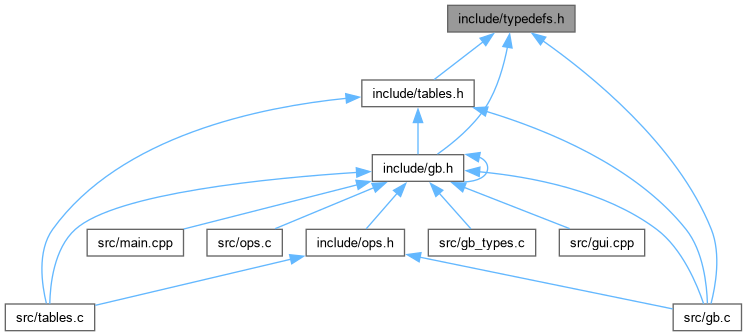 include/typedefs.h
include/tables.h
include/gb.h
src/main.cpp
src/ops.c
include/ops.h
src/gb_types.c
src/gui.cpp
src/tables.c
src/gb.c